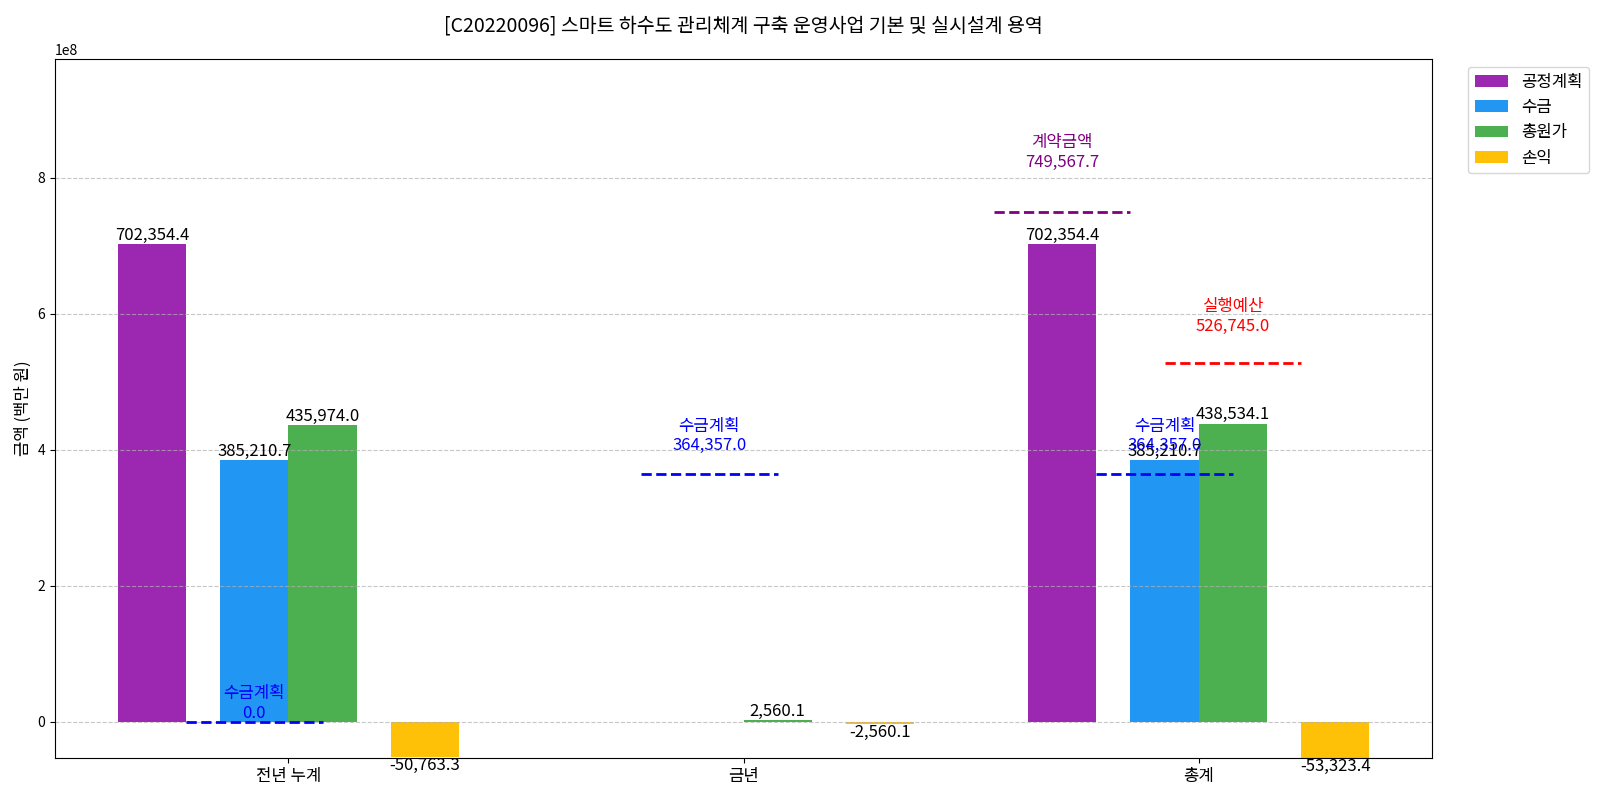 [C20220096] 스마트 하수도 관리체계 구축 운영사업 기본 및 실시설계 용역
1e8
공정계획
수금
총원가
손익
계약금액
749,567.7
702,354.4
702,354.4
실행예산
526,745.0
435,974.0
385,210.7
수금계획
364,357.0
438,534.1
수금계획
364,357.0
385,210.7
수금계획
0.0
2,560.1
-2,560.1
-50,763.3
-53,323.4
8
6
4
2
0
금액 (백만 원)
전년 누계
금년
총계